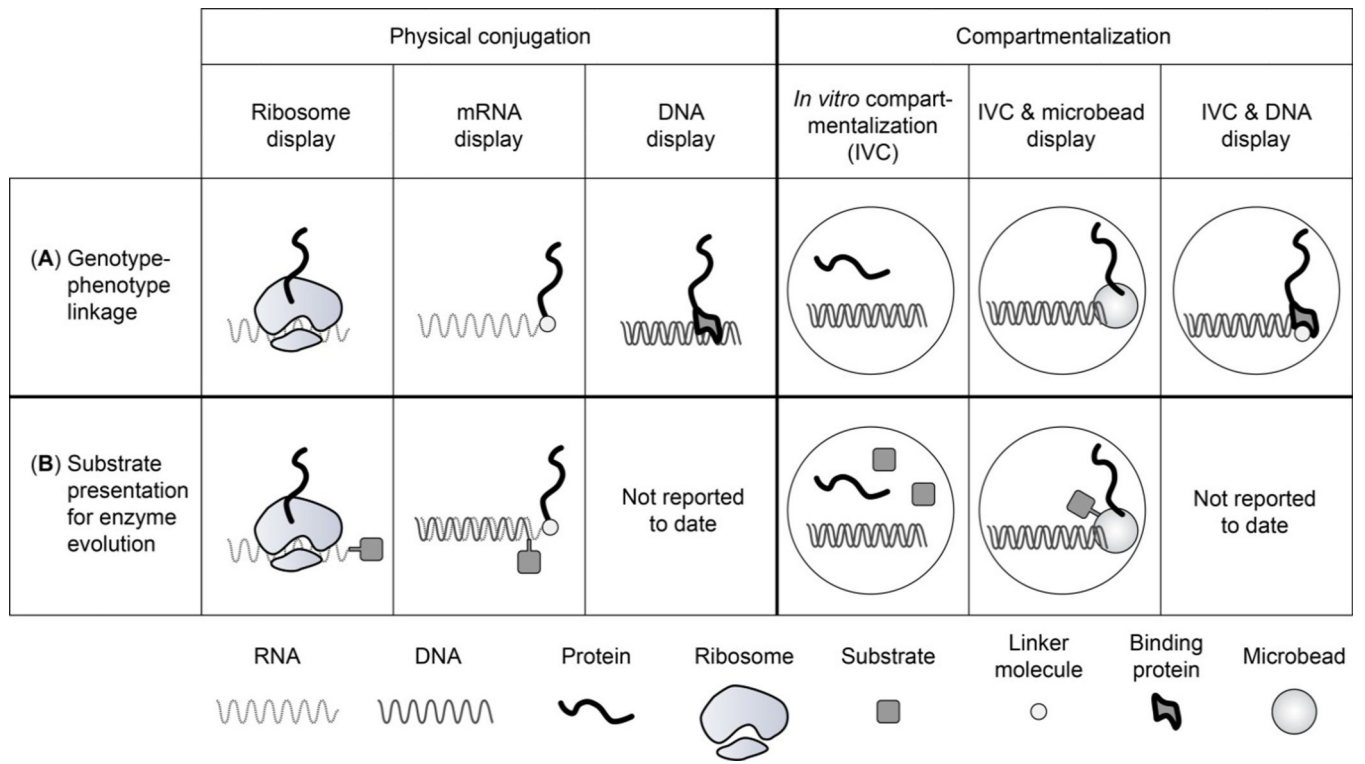 Physical conjugation
Compartmentalization
Ribosome
display
mRNA
display
DNA
display
In vitro compart-
mentalization
(IVC)
IVC & microbead
display
IVC & DNA
display
(A) Genotype-
phenotype
linkage
(B) Substrate
presentation
for enzyme
evolution
Not reported
to date
Not reported
to date
RNA
DNA
Protein
Ribosome
Substrate
Linker
molecule
Binding
protein
Microbead